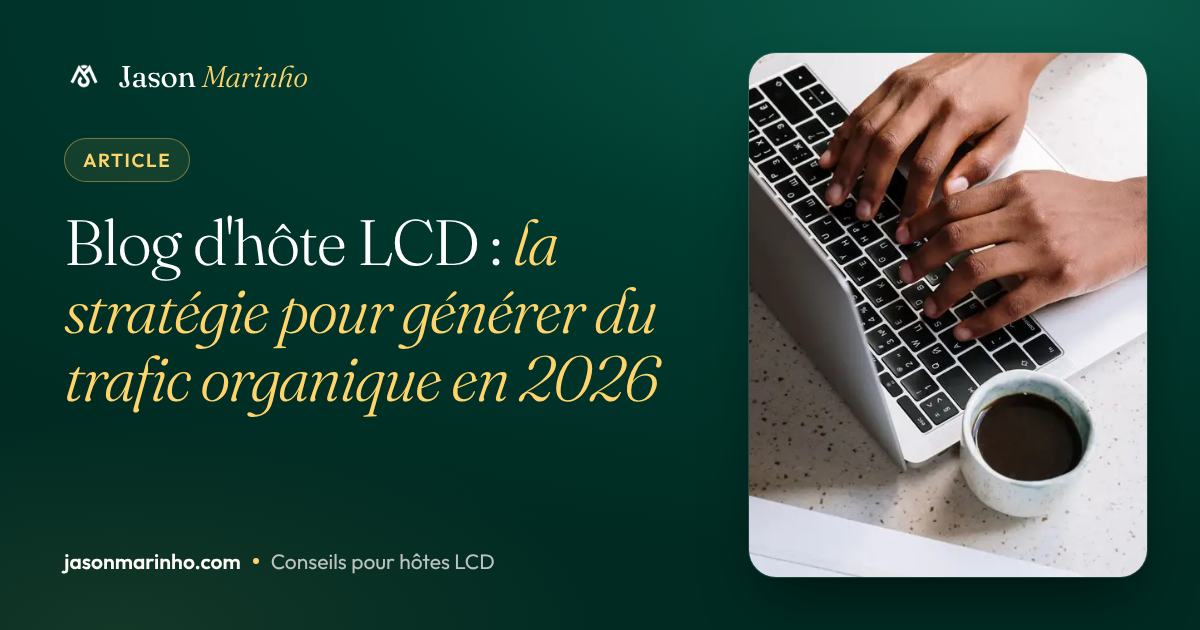 Jason Marinho
ARTICLE
Blog d'hôte LCD : la
stratégie pour générer du
trafic organique en 2026
jasonmarinho.com • Conseils pour hôtes LCD